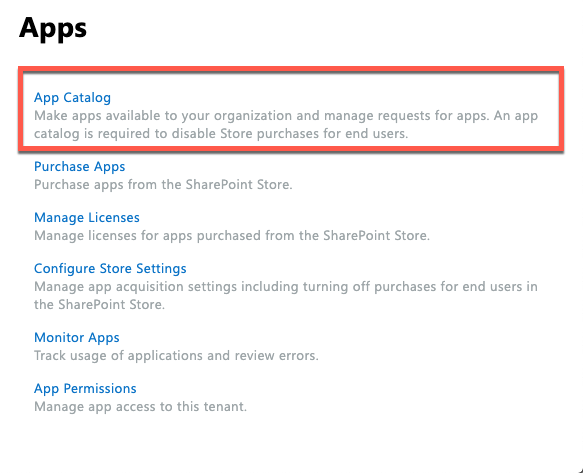 Apps
App Catalog
Make apps available to your organization and manage requests for apps. An app
catalog is required to disable Store purchases for end users.
Purchase Apps
Purchase apps from the SharePoint Store.
Manage Licenses
Manage licenses for apps purchased from the SharePoint Store.
Configure Store Settings
Manage app acquisition settings including turning off purchases for end users in
the SharePoint Store.
Monitor Apps
Track usage of applications and review errors.
App Permissions
Manage app access to this tenant.